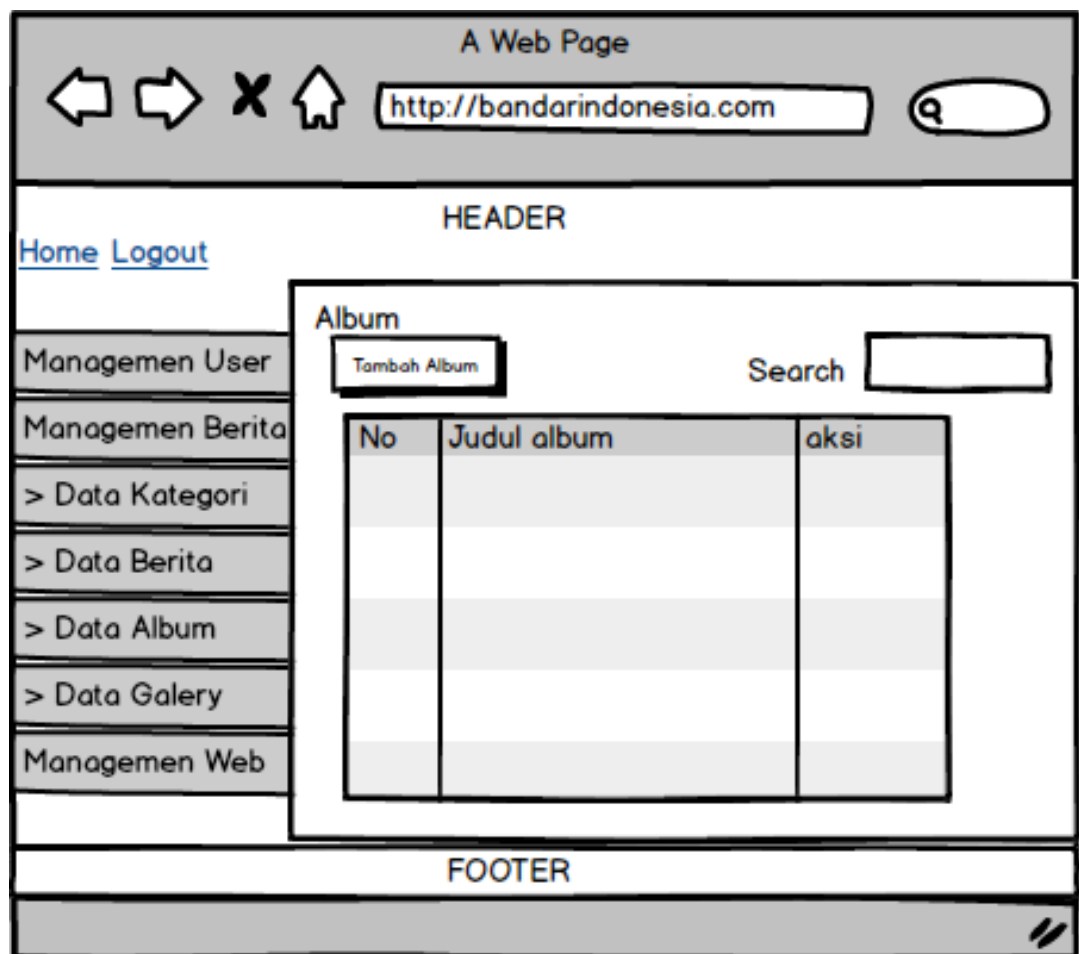 A Web Page
http://bandarindonesia.com
HEADER
Home Logout
Managemen User
Managemen Berita
> Data Kategori
> Data Berita
> Data Album
> Data Galery
Managemen Web
Album
Tambah Album
Search
No Judul album aksi
FOOTER